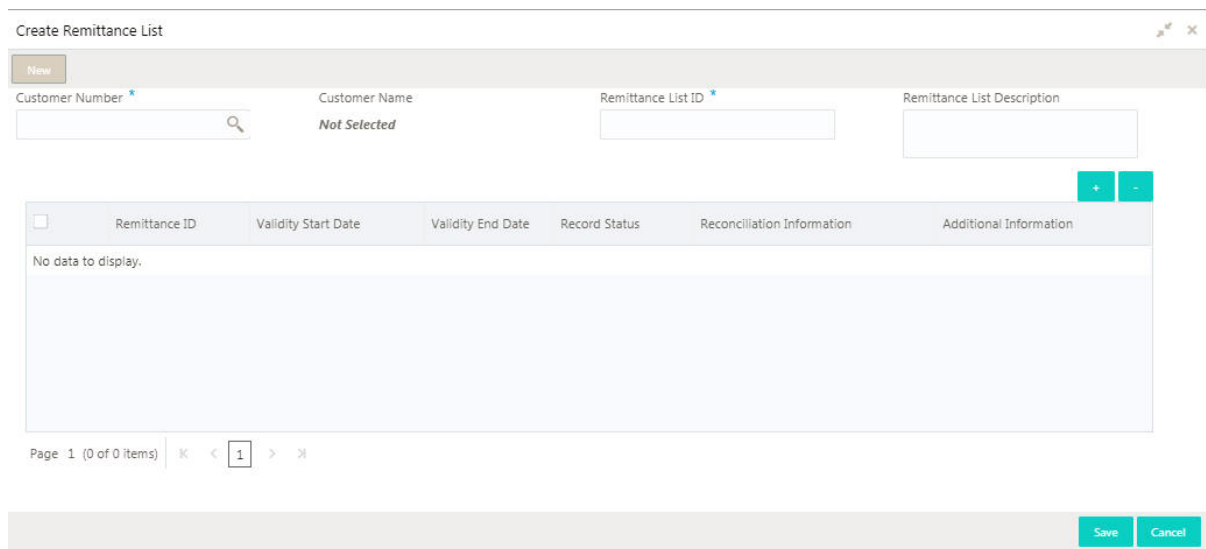 Create Remittance List
New
Customer Number * Customer Name Remittance List ID * Remittance List Description
Not Selected
+ -
Remittance ID Validity Start Date Validity End Date Record Status Reconciliation Information Additional Information
No data to display.
Page 1 (0 of 0 items) 1
Save Cancel